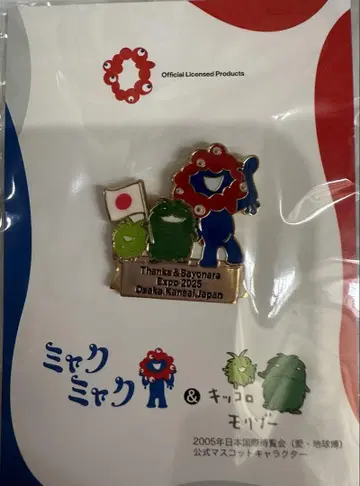 Official Licensed Products
Thanks & Sayonara
Expo 2025
Osaka Kansai Japan
ミャク
ミャク
&
キッコロ
モリゾー
2005年日本国際博覧会（愛・地球博）
公式マスコットキャラクター